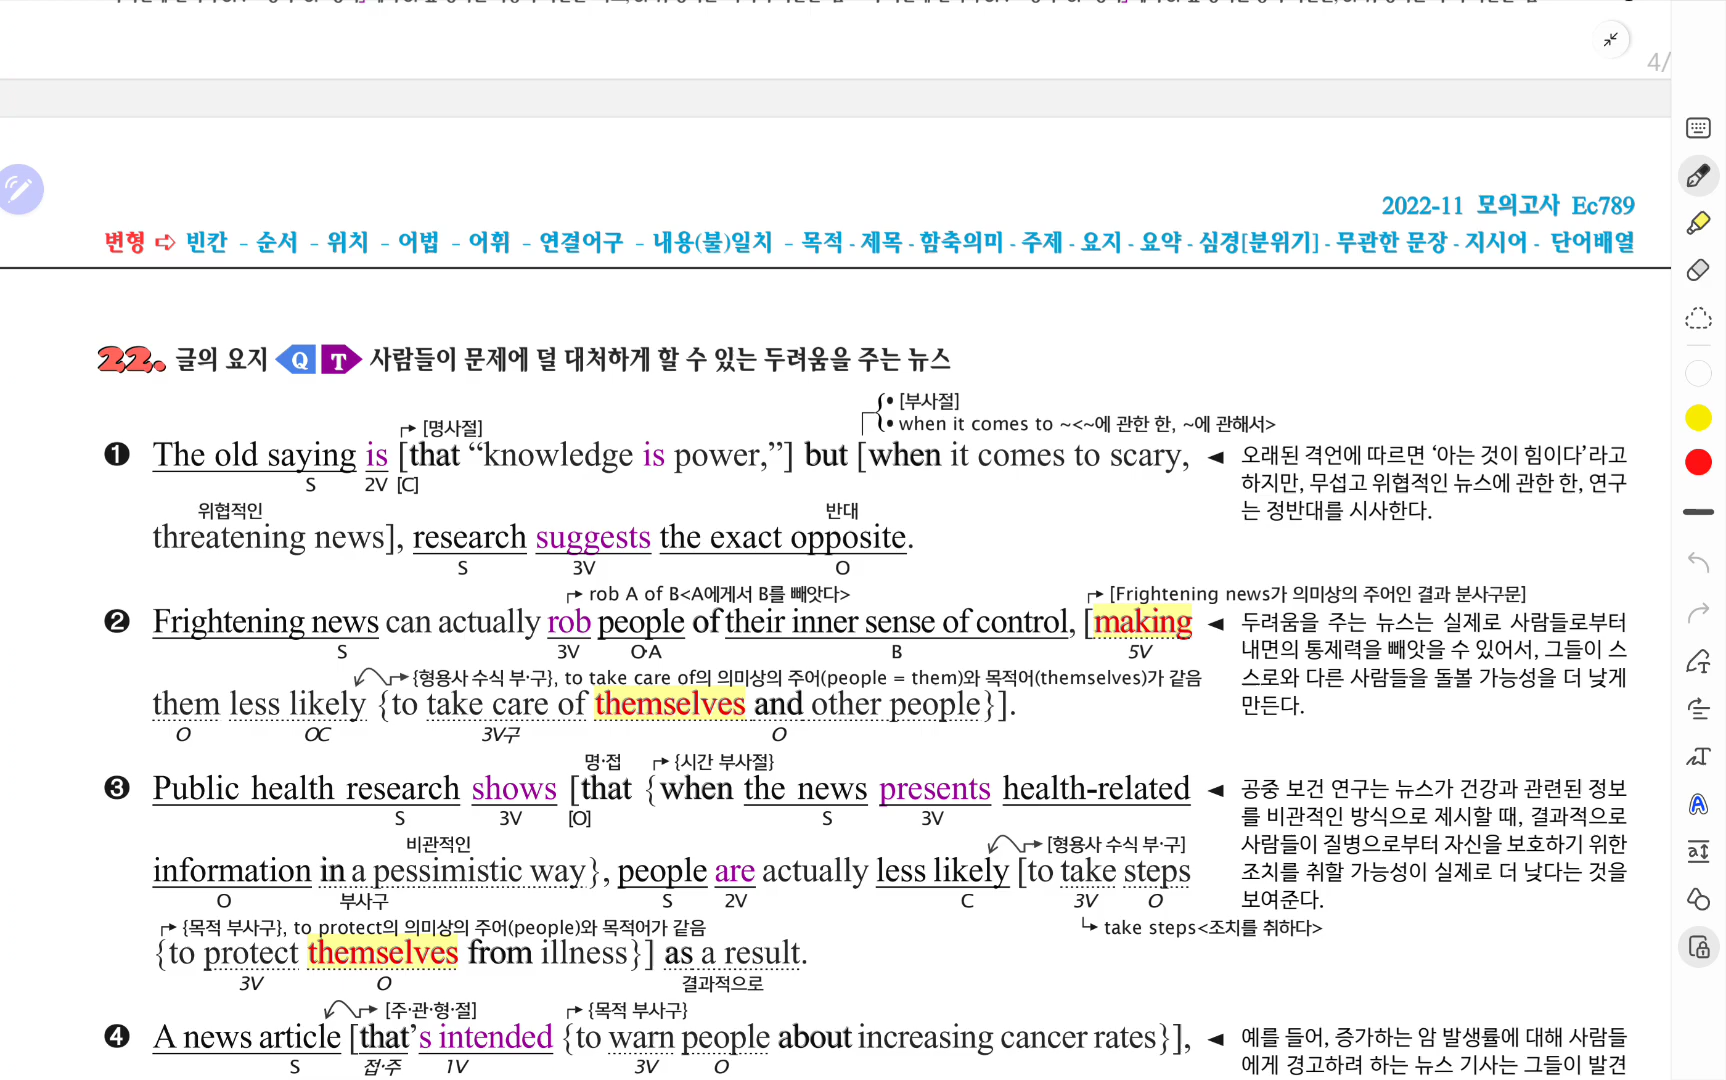 4/
2022-11 모의고사 Ec789
변형 ⇨ 빈칸 - 순서 - 위치 - 어법 - 어휘 - 연결어구 - 내용(불)일치 - 목적 - 제목 - 함축의미 - 주제 - 요지 - 요약 - 심경[분위기] - 무관한 문장 - 지시어 - 단어배열
22. 글의 요지 Q T 사람들이 문제에 덜 대처하게 할 수 있는 두려움을 주는 뉴스
• [부사절]
[명사절] • when it comes to ~<~에 관한 한, ~에 관해서>
❶ The old saying is [that “knowledge is power,”] but [when it comes to scary, ◄ 오래된 격언에 따르면 ‘아는 것이 힘이다’라고
S 2V [C] 하지만, 무섭고 위협적인 뉴스에 관한 한, 연구
위협적인 반대 는 정반대를 시사한다.
threatening news], research suggests the exact opposite.
S 3V O
rob A of B<A에게서 B를 빼앗다> [Frightening news가 의미상의 주어인 결과 분사구문]
❷ Frightening news can actually rob people of their inner sense of control, [making ◄ 두려움을 주는 뉴스는 실제로 사람들로부터
S 3V O·A B 5V 내면의 통제력을 빼앗을 수 있어서, 그들이 스
{형용사 수식 부·구}, to take care of의 의미상의 주어(people = them)와 목적어(themselves)가 같음 스로와 다른 사람들을 돌볼 가능성을 더 낮게
them less likely {to take care of themselves and other people}]. 만든다.
O OC 3V구 O
명·접 {시간 부사절}
❸ Public health research shows [that {when the news presents health-related ◄ 공중 보건 연구는 뉴스가 건강과 관련된 정보
S 3V [O] S 3V 를 비관적인 방식으로 제시할 때, 결과적으로
비관적인 [형용사 수식 부·구] 사람들이 질병으로부터 자신을 보호하기 위한
information in a pessimistic way}, people are actually less likely [to take steps 조치를 취할 가능성이 실제로 더 낮다는 것을
O 부사구 S 2V C 3V O 보여준다.
{목적 부사구}, to protect의 의미상의 주어(people)와 목적어가 같음 take steps<조치를 취하다>
{to protect themselves from illness}] as a result.
3V O 결과적으로
[주·관·형·절] {목적 부사구}
❹ A news article [that’s intended {to warn people about increasing cancer rates}], ◄ 예를 들어, 증가하는 암 발생률에 대해 사람들
S 접·주 1V 3V O 에게 경고하려 하는 뉴스 기사는 그들이 발견